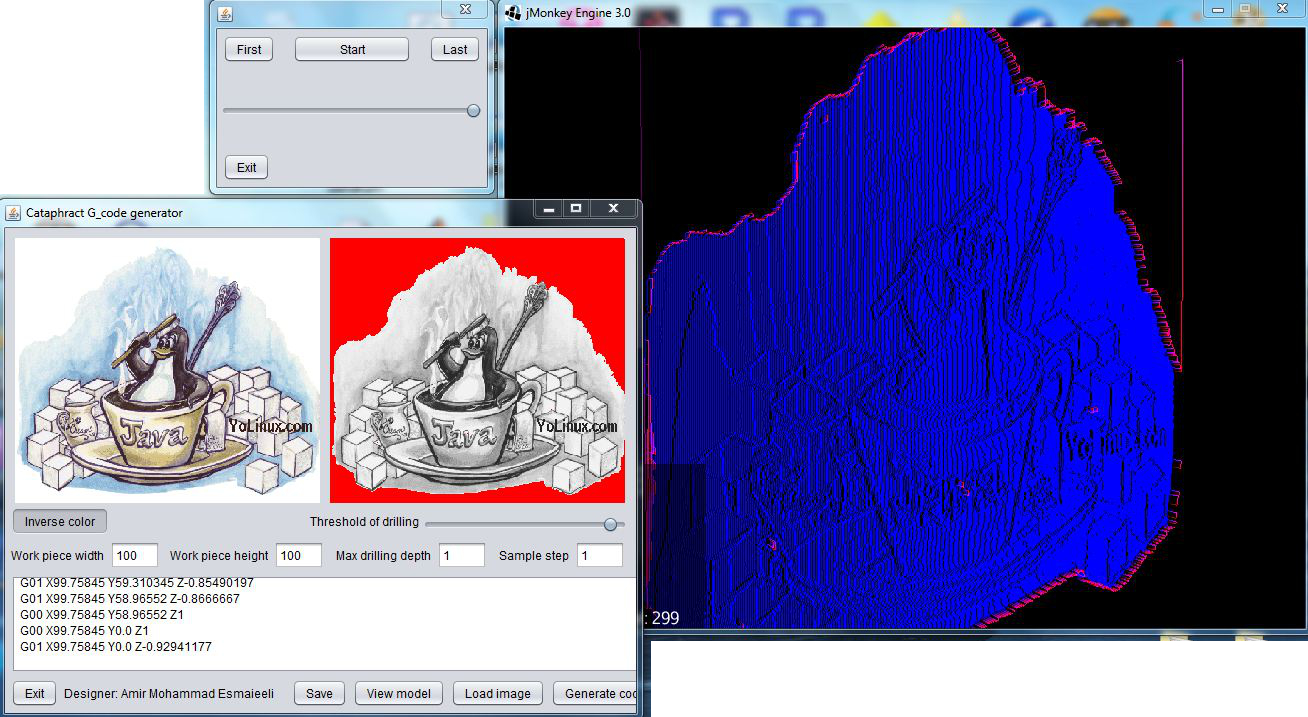 First Start Last
Exit
jMonkey Engine 3.0
: 299
Cataphract G_code generator
Java
YoLinux.com
Java
YoLinux.com
Inverse color Threshold of drilling
Work piece width 100 Work piece height 100 Max drilling depth 1 Sample step 1
G01 X99.75845 Y59.310345 Z-0.85490197
G01 X99.75845 Y58.96552 Z-0.8666667
G00 X99.75845 Y58.96552 Z1
G00 X99.75845 Y0.0 Z1
G01 X99.75845 Y0.0 Z-0.92941177
Exit Designer: Amir Mohammad Esmaieeli Save View model Load image Generate